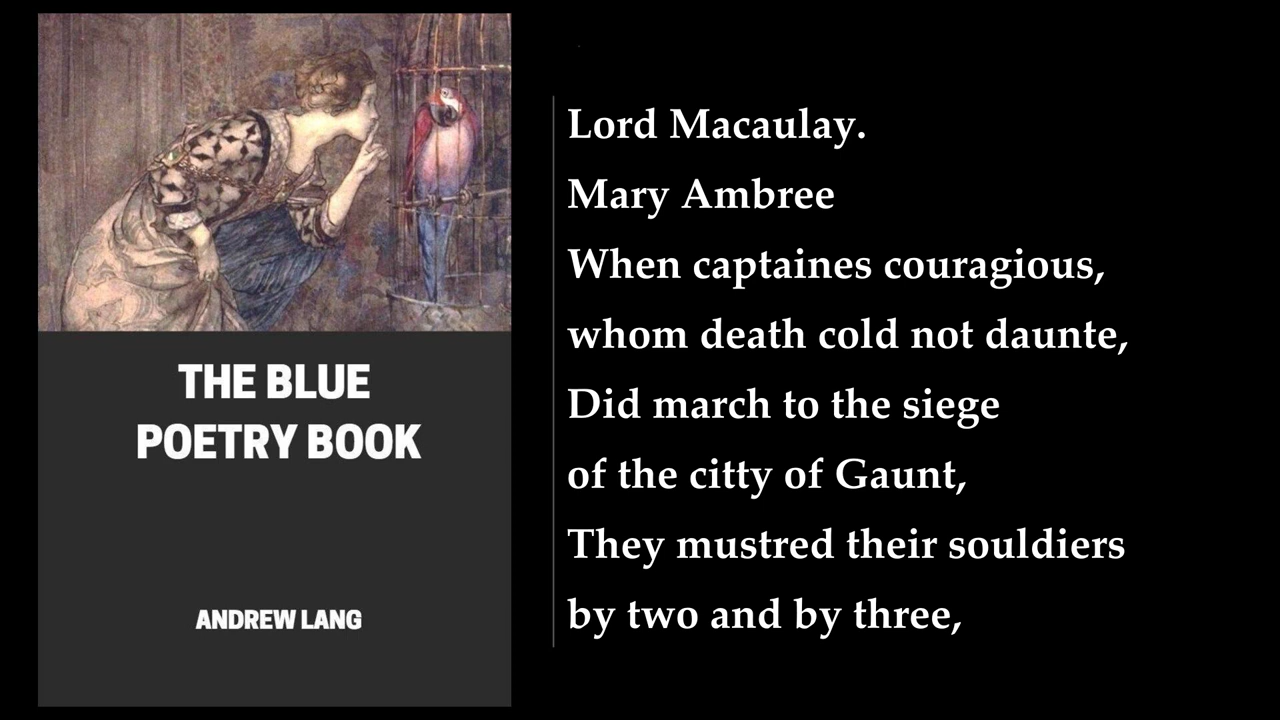 THE BLUE
POETRY BOOK
ANDREW LANG
Lord Macaulay.
Mary Ambree
When captaines couragious,
whom death cold not daunte,
Did march to the siege
of the citty of Gaunt,
They mustred their souldiers
by two and by three,